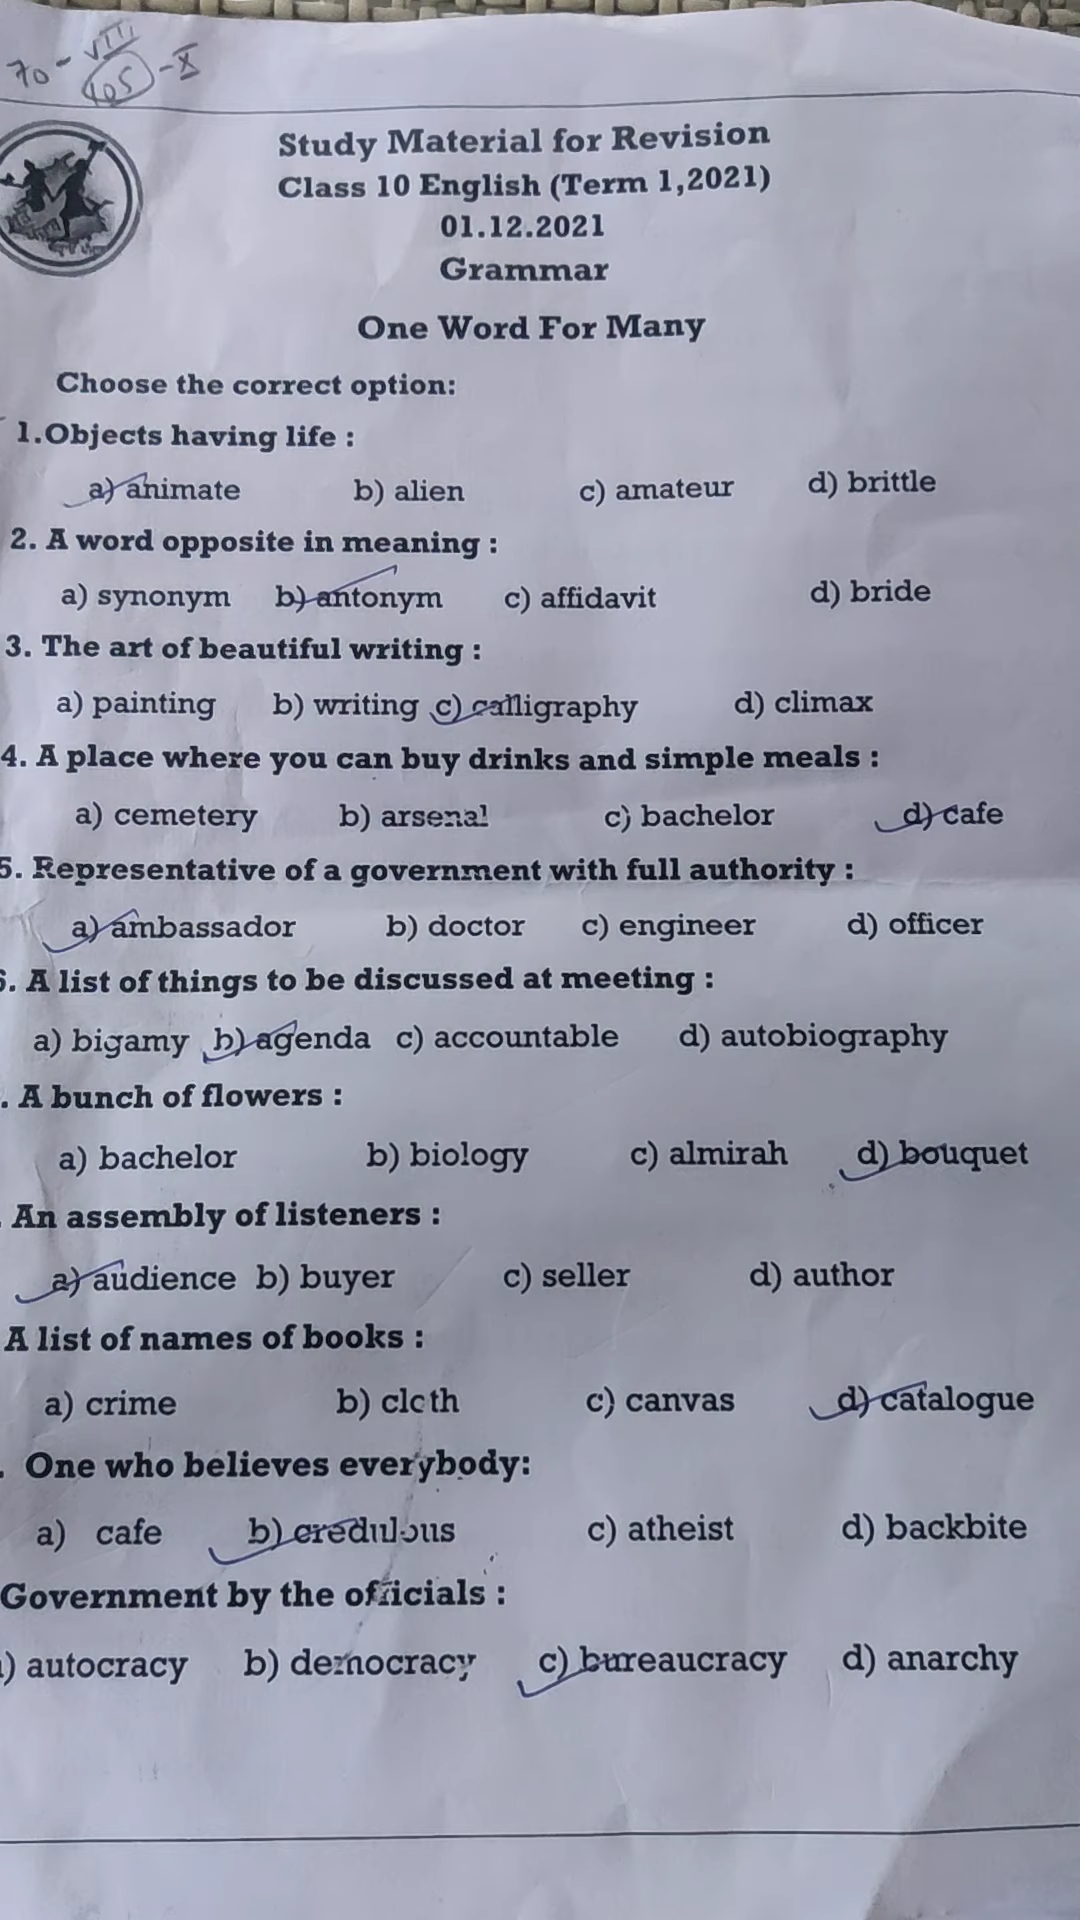 70 - VIII
105 - X
Study Material for Revision
Class 10 English (Term 1,2021)
01.12.2021
Grammar
One Word For Many
Choose the correct option:
1.Objects having life :
a) animate b) alien c) amateur d) brittle
2. A word opposite in meaning :
a) synonym b) antonym c) affidavit d) bride
3. The art of beautiful writing :
a) painting b) writing c) calligraphy d) climax
4. A place where you can buy drinks and simple meals :
a) cemetery b) arsenal c) bachelor d) cafe
5. Representative of a government with full authority :
a) ambassador b) doctor c) engineer d) officer
6. A list of things to be discussed at meeting :
a) bigamy b) agenda c) accountable d) autobiography
. A bunch of flowers :
a) bachelor b) biology c) almirah d) bouquet
. An assembly of listeners :
a) audience b) buyer c) seller d) author
A list of names of books :
a) crime b) cloth c) canvas d) catalogue
. One who believes everybody:
a) cafe b) credulous c) atheist d) backbite
Government by the officials :
) autocracy b) democracy c) bureaucracy d) anarchy